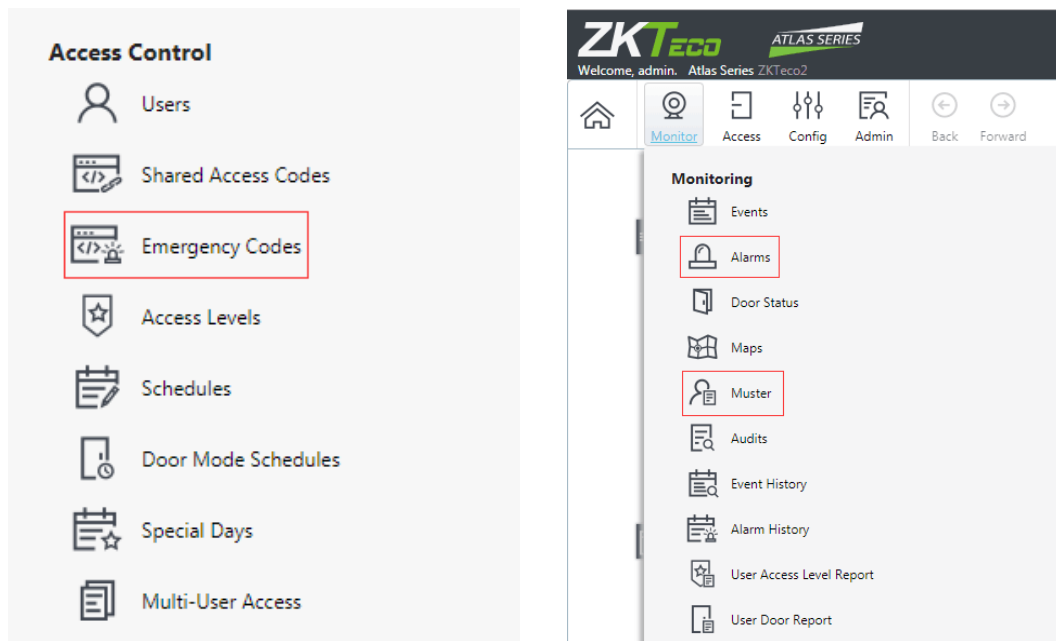 Access Control
Users
Shared Access Codes
Emergency Codes
Access Levels
Schedules
Door Mode Schedules
Special Days
Multi-User Access
ZKTECO ATLAS SERIES
Welcome, admin. Atlas Series ZKTeco2
Monitor Access Config Admin Back Forward
Monitoring
Events
Alarms
Door Status
Maps
Muster
Audits
Event History
Alarm History
User Access Level Report
User Door Report